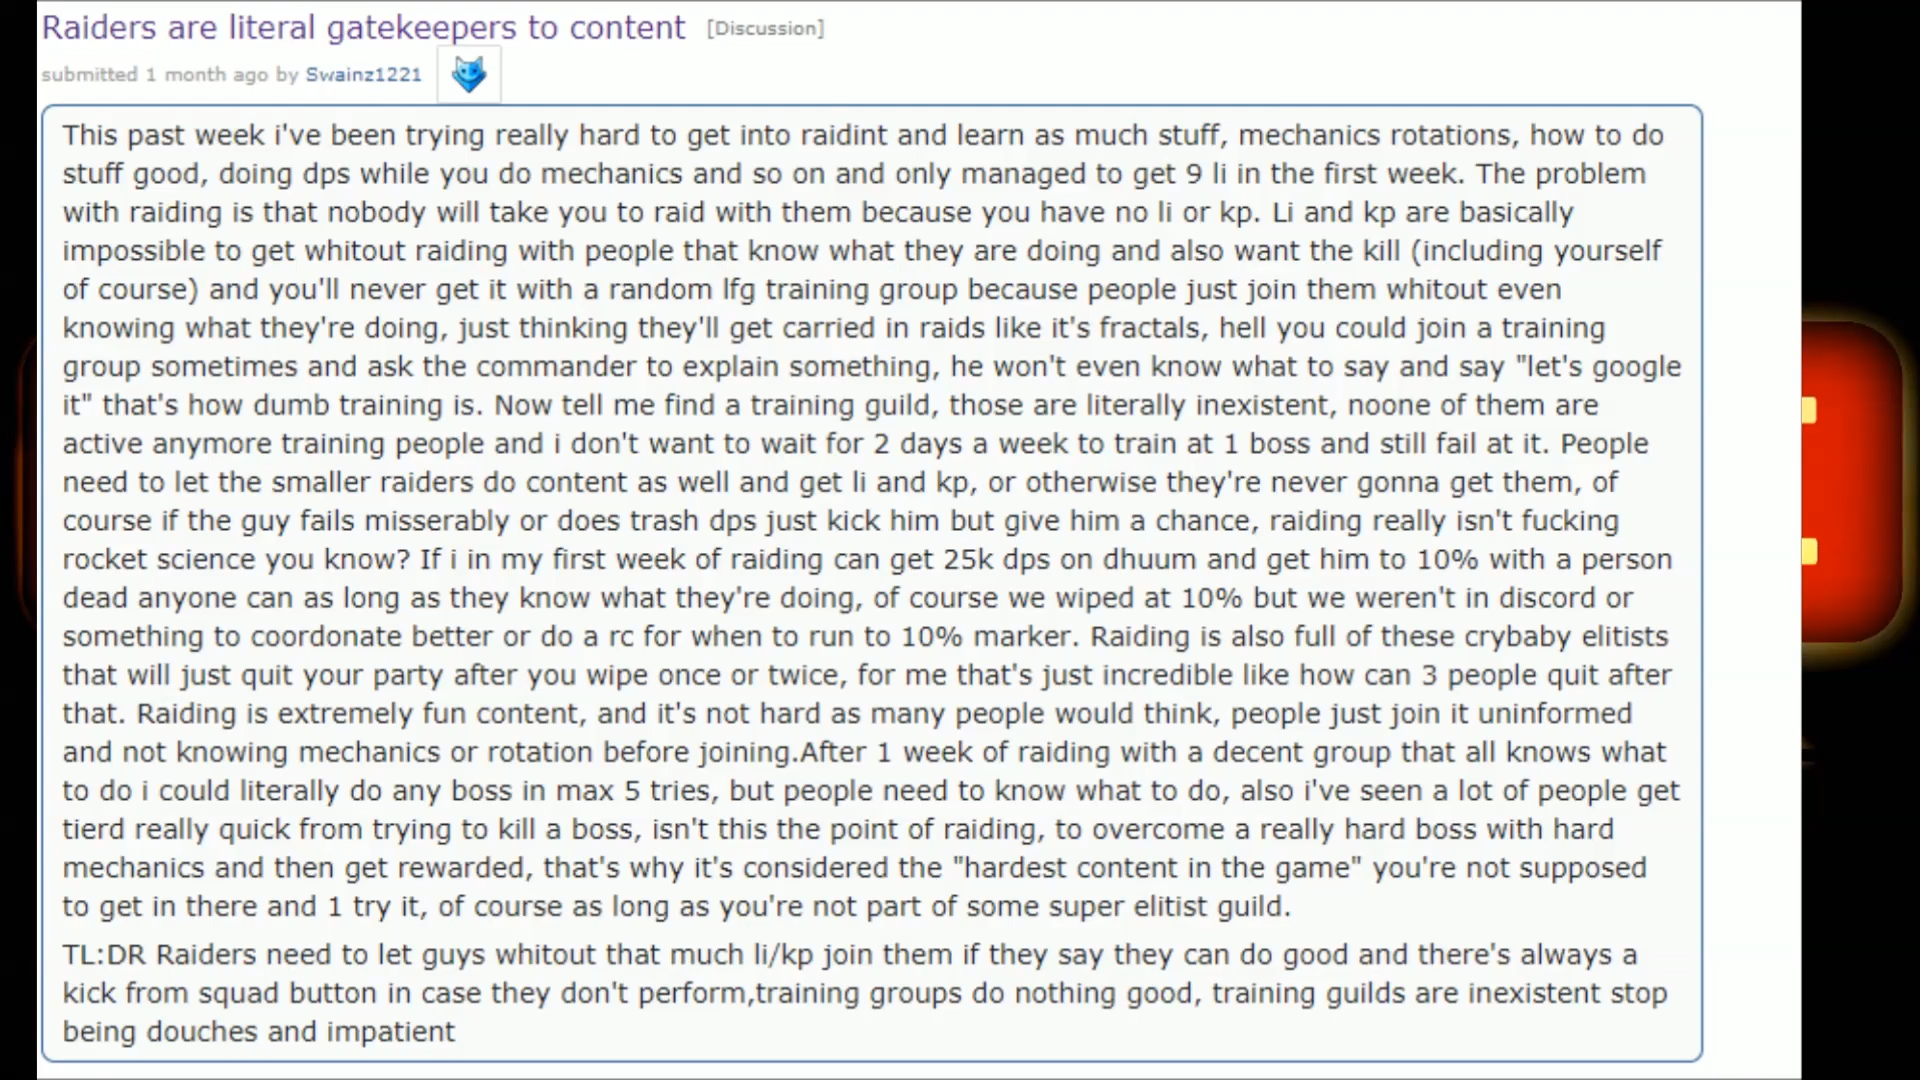 Raiders are literal gatekeepers to content [Discussion]
submitted 1 month ago by Swainz1221
This past week i've been trying really hard to get into raidint and learn as much stuff, mechanics rotations, how to do
stuff good, doing dps while you do mechanics and so on and only managed to get 9 li in the first week. The problem
with raiding is that nobody will take you to raid with them because you have no li or kp. Li and kp are basically
impossible to get whitout raiding with people that know what they are doing and also want the kill (including yourself
of course) and you'll never get it with a random lfg training group because people just join them whitout even
knowing what they're doing, just thinking they'll get carried in raids like it's fractals, hell you could join a training
group sometimes and ask the commander to explain something, he won't even know what to say and say "let's google
it" that's how dumb training is. Now tell me find a training guild, those are literally inexistent, noone of them are
active anymore training people and i don't want to wait for 2 days a week to train at 1 boss and still fail at it. People
need to let the smaller raiders do content as well and get li and kp, or otherwise they're never gonna get them, of
course if the guy fails misserably or does trash dps just kick him but give him a chance, raiding really isn't fucking
rocket science you know? If i in my first week of raiding can get 25k dps on dhuum and get him to 10% with a person
dead anyone can as long as they know what they're doing, of course we wiped at 10% but we weren't in discord or
something to coordonate better or do a rc for when to run to 10% marker. Raiding is also full of these crybaby elitists
that will just quit your party after you wipe once or twice, for me that's just incredible like how can 3 people quit after
that. Raiding is extremely fun content, and it's not hard as many people would think, people just join it uninformed
and not knowing mechanics or rotation before joining.After 1 week of raiding with a decent group that all knows what
to do i could literally do any boss in max 5 tries, but people need to know what to do, also i've seen a lot of people get
tierd really quick from trying to kill a boss, isn't this the point of raiding, to overcome a really hard boss with hard
mechanics and then get rewarded, that's why it's considered the "hardest content in the game" you're not supposed
to get in there and 1 try it, of course as long as you're not part of some super elitist guild.
TL:DR Raiders need to let guys whitout that much li/kp join them if they say they can do good and there's always a
kick from squad button in case they don't perform,training groups do nothing good, training guilds are inexistent stop
being douches and impatient